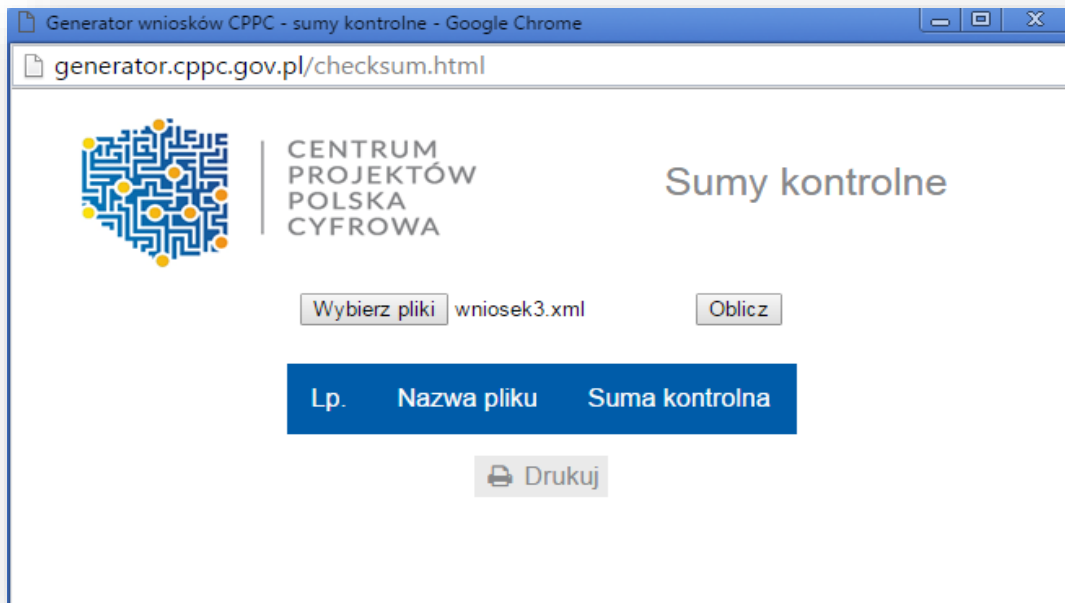 Generator wniosków CPPC - sumy kontrolne - Google Chrome
generator.cppc.gov.pl/checksum.html
CENTRUM
PROJEKTÓW
POLSKA
CYFROWA
Sumy kontrolne
Wybierz pliki wniosek3.xml Oblicz
Lp. Nazwa pliku Suma kontrolna
Drukuj